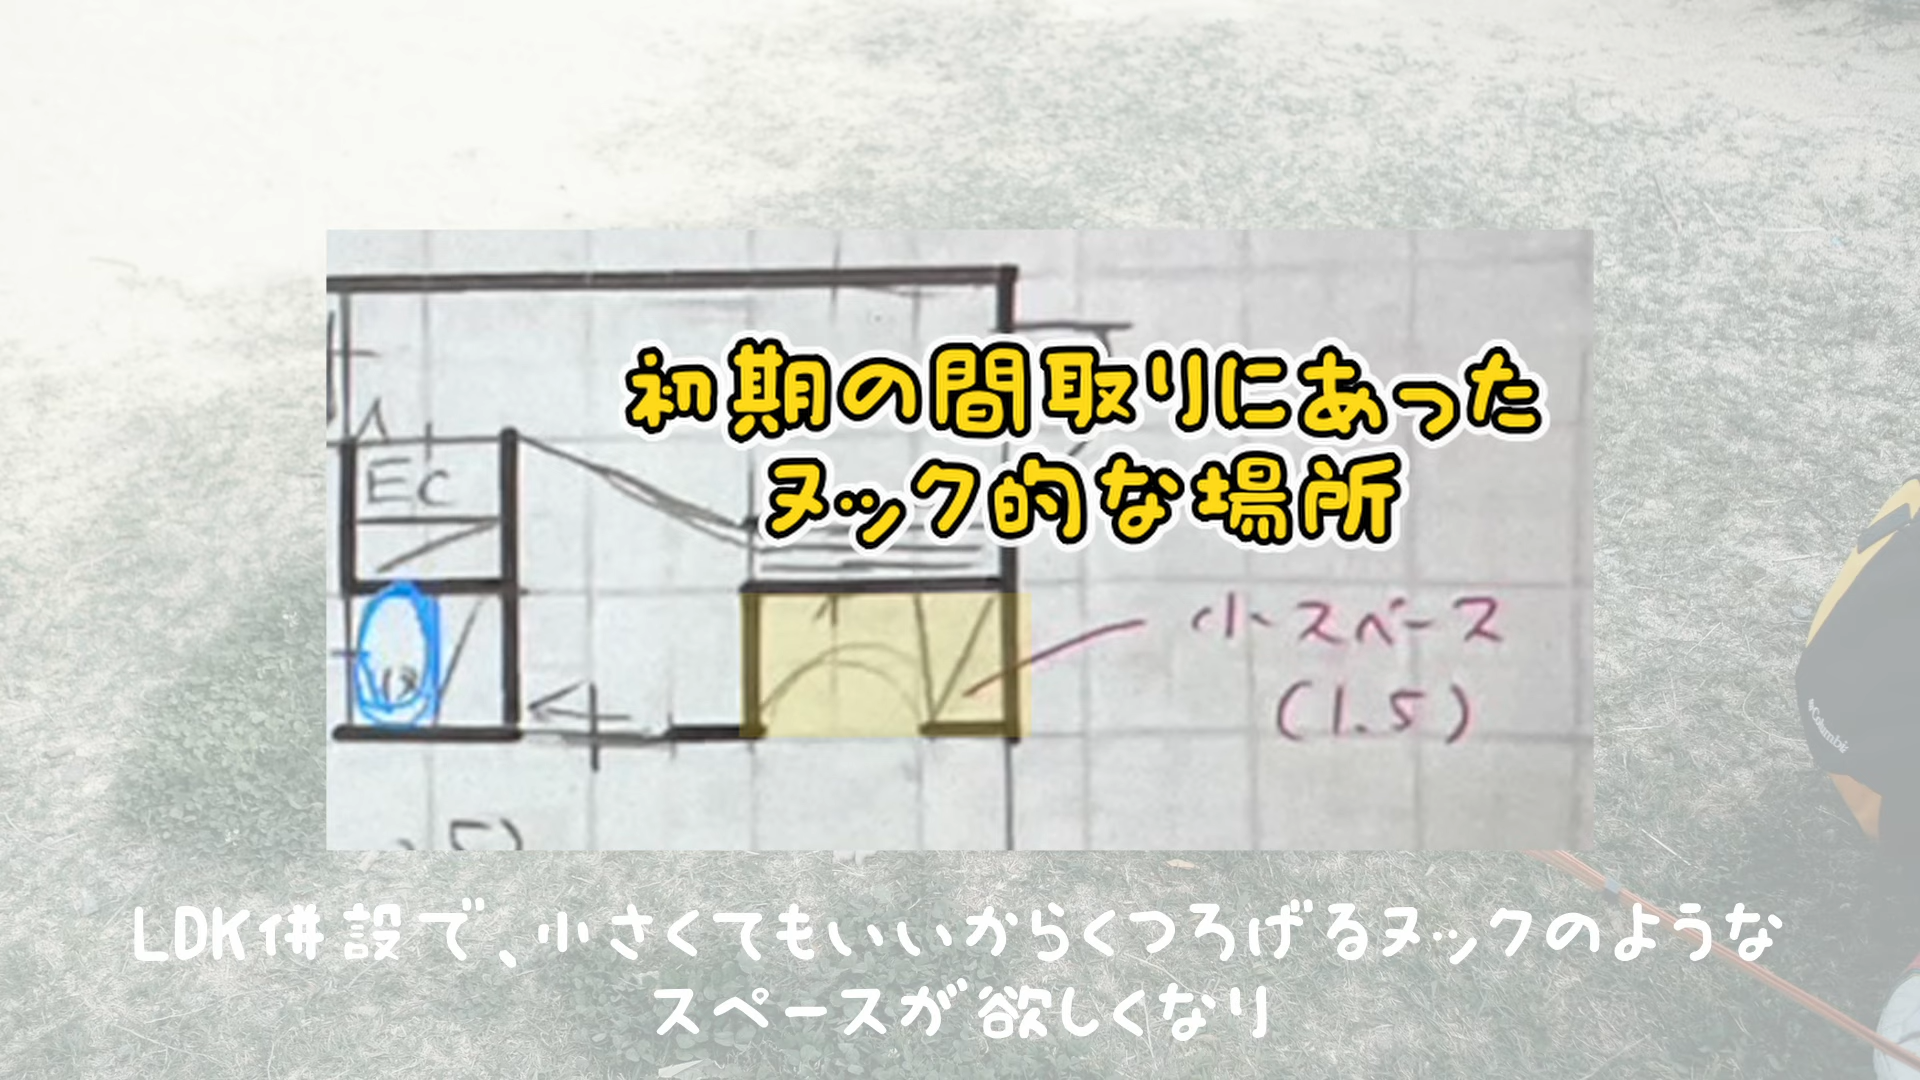 初期の間取りにあった
ヌック的な場所
EC
小スペース
(1.5)
LDK併設で、小さくてもいいからくつろげるヌックのような
スペースが欲しくなり
Columbia